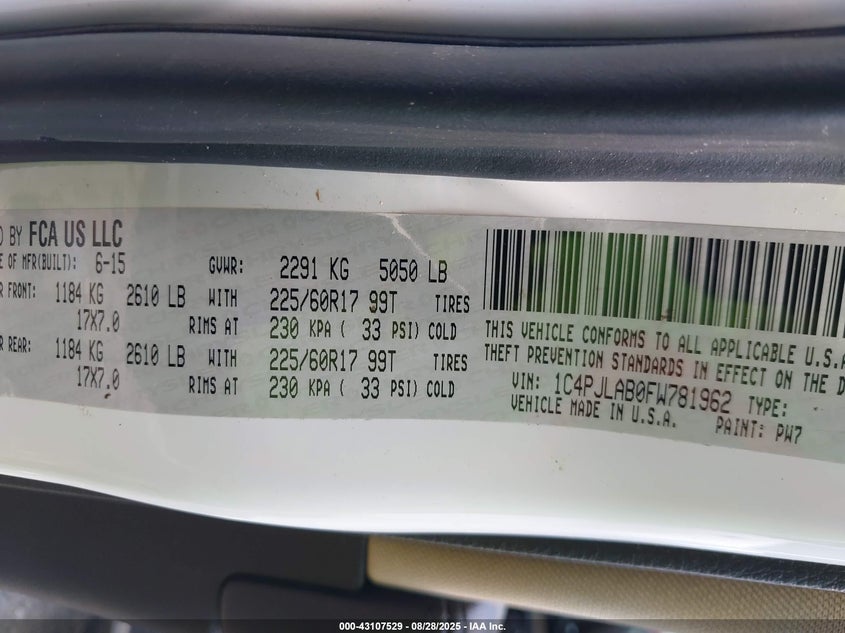 D BY FCA US LLC
E OF MFR(BUILT): 6-15 GVWR: 2291 KG 5050 LB
R FRONT: 1184 KG 2610 LB WITH 225/60R17 99T TIRES
17X7.0 RIMS AT 230 KPA ( 33 PSI) COLD
R REAR: 1184 KG 2610 LB WITH 225/60R17 99T TIRES
17X7.0 RIMS AT 230 KPA ( 33 PSI) COLD
THIS VEHICLE CONFORMS TO ALL APPLICABLE U.S.A
THEFT PREVENTION STANDARDS IN EFFECT ON THE D
VIN: 1C4PJLAB0FW781962 TYPE:
VEHICLE MADE IN U.S.A. PAINT: PW7
000-43107529 — 08/28/2025 — IAA Inc.